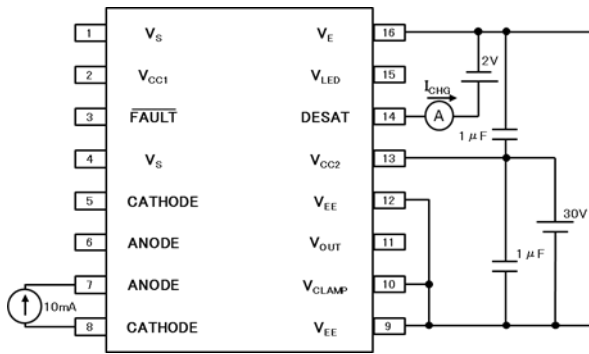 1 V_S V_E 16
2 V_CC1 V_LED 15
2V
I_CHG
3 FAULT DESAT 14 A
1 μF
4 V_S V_CC2 13
5 CATHODE V_EE 12
30V
6 ANODE V_OUT 11
1 μF
7 ANODE V_CLAMP 10
10mA
8 CATHODE V_EE 9